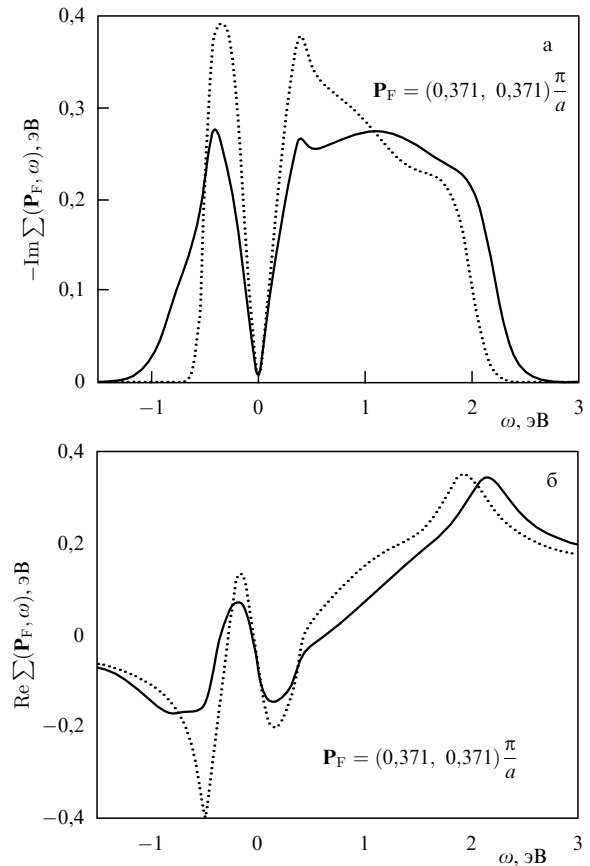 0,4
а
P_F = (0,371, 0,371) π/a
0,3
0,2
0,1
0
−Im ∑(P_F, ω), эВ
−1 0 1 2 3
ω, эВ
0,4
б
0,2
0
−0,2
−0,4
Re ∑(P_F, ω), эВ
P_F = (0,371, 0,371) π/a
−1 0 1 2 3
ω, эВ